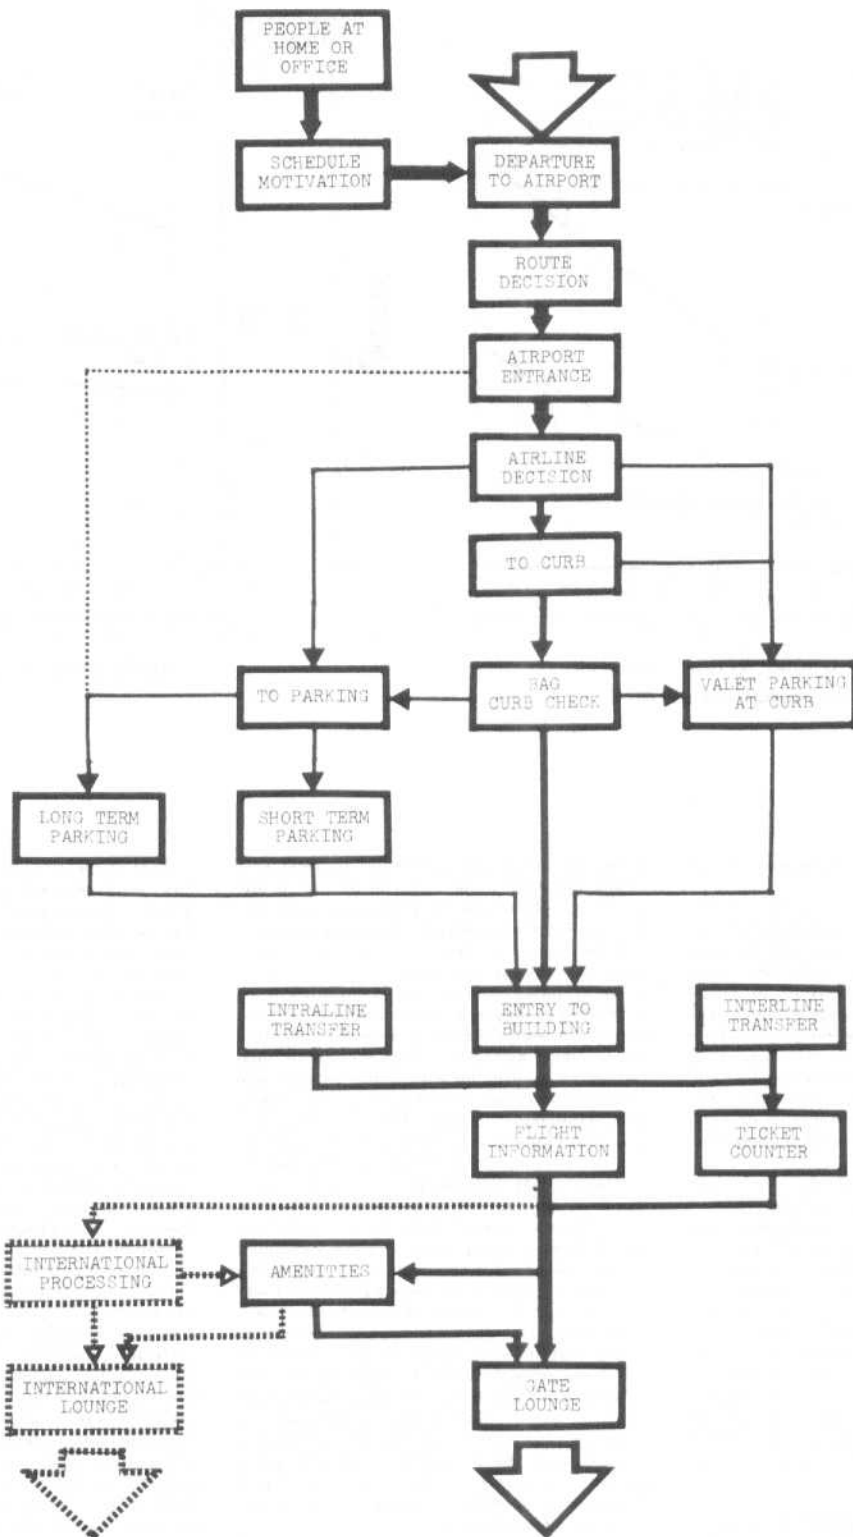 PEOPLE AT
HOME OR
OFFICE
SCHEDULE
MOTIVATION
DEPARTURE
TO AIRPORT
ROUTE
DECISION
AIRPORT
ENTRANCE
AIRLINE
DECISION
TO CURB
TO PARKING
BAG
CURB CHECK
VALET PARKING
AT CURB
LONG TERM
PARKING
SHORT TERM
PARKING
INTRALINE
TRANSFER
ENTRY TO
BUILDING
INTERLINE
TRANSFER
FLIGHT
INFORMATION
TICKET
COUNTER
INTERNATIONAL
PROCESSING
AMENITIES
INTERNATIONAL
LOUNGE
GATE
LOUNGE